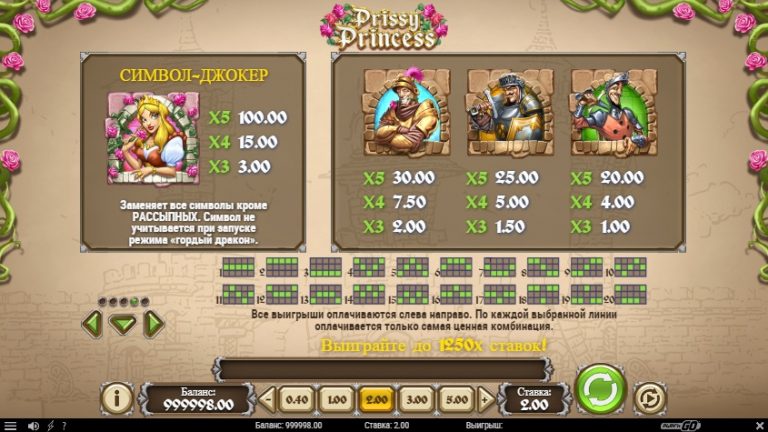 Prissy
Princess
СИМВОЛ-ДЖОКЕР
X5 100.00
X4 15.00
X3 3.00
Заменяет все символы кроме
РАССЫПНЫХ. Символ не
учитывается при запуске
режима «гордый дракон».
X5 30.00 X5 25.00 X5 20.00
X4 7.50 X4 5.00 X4 4.00
X3 2.00 X3 1.50 X3 1.00
1 2 3 4 5 6 7 8 9 10
11 12 13 14 15 16 17 18 19 20
Все выигрыши оплачиваются слева направо. По каждой выбранной линии
оплачивается только самая ценная комбинация.
Выиграйте до 1250x ставок!
i Баланс: 999998.00 - 0.40 1.00 2.00 3.00 5.00 + Ставка: 2.00
? Баланс: 999998.00 Ставка: 2.00 Выигрыш: PLAY'N GO